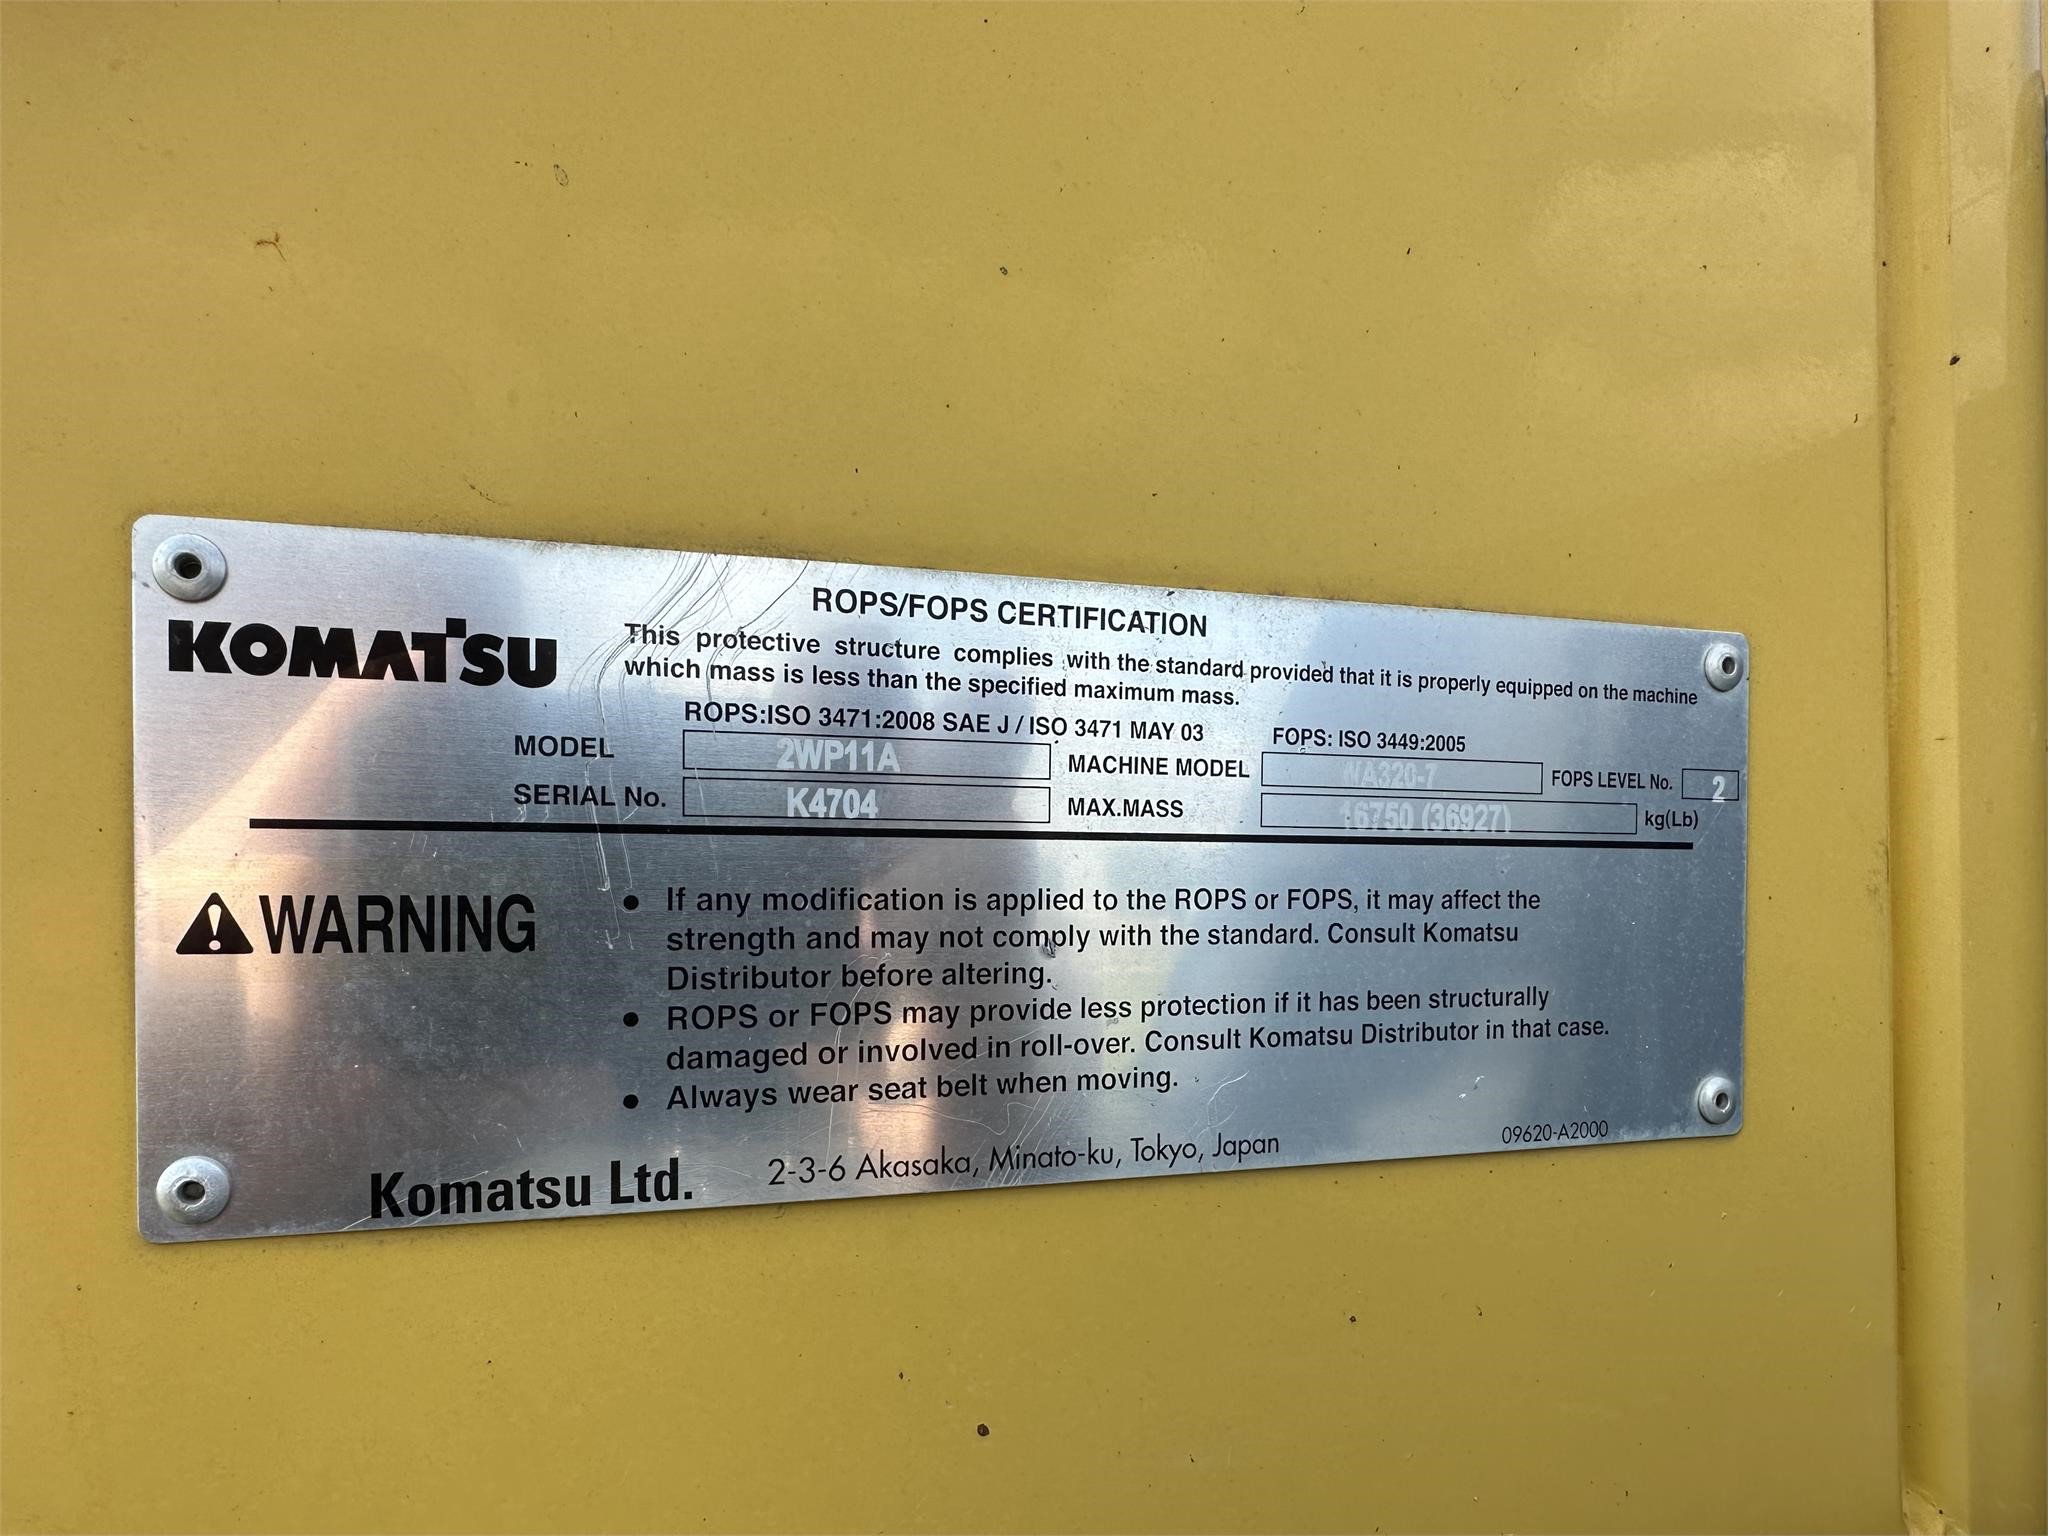 KOMATSU
ROPS/FOPS CERTIFICATION
This protective structure complies with the standard provided that it is properly equipped on the machine
which mass is less than the specified maximum mass.
ROPS:ISO 3471:2008 SAE J / ISO 3471 MAY 03 FOPS: ISO 3449:2005
MODEL 2WP11A MACHINE MODEL WA320-7 FOPS LEVEL No. 2
SERIAL No. K4704 MAX.MASS 16750 (36927) kg(Lb)
WARNING
● If any modification is applied to the ROPS or FOPS, it may affect the
strength and may not comply with the standard. Consult Komatsu
Distributor before altering.
● ROPS or FOPS may provide less protection if it has been structurally
damaged or involved in roll-over. Consult Komatsu Distributor in that case.
● Always wear seat belt when moving.
Komatsu Ltd. 2-3-6 Akasaka, Minato-ku, Tokyo, Japan
09620-A2000